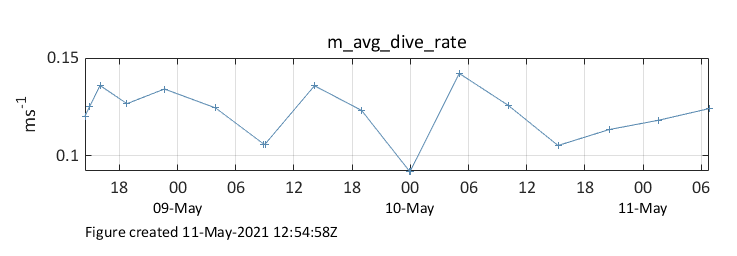 m_avg_dive_rate
0.15
ms⁻¹
0.1
18 00 06 12 18 00 06 12 18 00 06
09-May 10-May 11-May
Figure created 11-May-2021 12:54:58Z